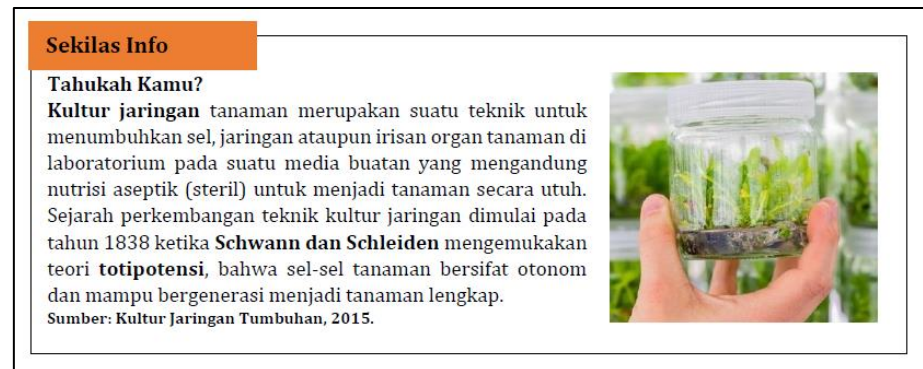 Sekilas Info
Tahukah Kamu?
Kultur jaringan tanaman merupakan suatu teknik untuk
menumbuhkan sel, jaringan ataupun irisan organ tanaman di
laboratorium pada suatu media buatan yang mengandung
nutrisi aseptik (steril) untuk menjadi tanaman secara utuh.
Sejarah perkembangan teknik kultur jaringan dimulai pada
tahun 1838 ketika Schwann dan Schleiden mengemukakan
teori totipotensi, bahwa sel-sel tanaman bersifat otonom
dan mampu bergenerasi menjadi tanaman lengkap.
Sumber: Kultur Jaringan Tumbuhan, 2015.